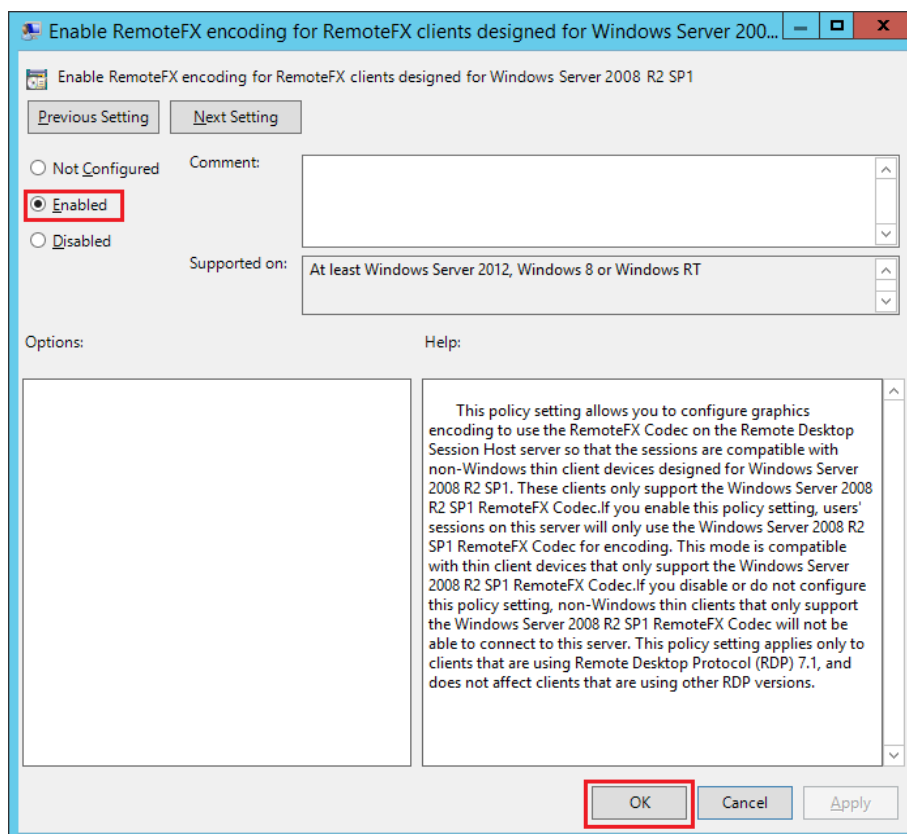 Enable RemoteFX encoding for RemoteFX clients designed for Windows Server 200...
Enable RemoteFX encoding for RemoteFX clients designed for Windows Server 2008 R2 SP1
Previous Setting
Next Setting
Not Configured
Comment:
Enabled
Disabled
Supported on:
At least Windows Server 2012, Windows 8 or Windows RT
Options:
Help:
This policy setting allows you to configure graphics
encoding to use the RemoteFX Codec on the Remote Desktop
Session Host server so that the sessions are compatible with
non-Windows thin client devices designed for Windows Server
2008 R2 SP1. These clients only support the Windows Server 2008
R2 SP1 RemoteFX Codec.If you enable this policy setting, users'
sessions on this server will only use the Windows Server 2008 R2
SP1 RemoteFX Codec for encoding. This mode is compatible
with thin client devices that only support the Windows Server
2008 R2 SP1 RemoteFX Codec.If you disable or do not configure
this policy setting, non-Windows thin clients that only support
the Windows Server 2008 R2 SP1 RemoteFX Codec will not be
able to connect to this server. This policy setting applies only to
clients that are using Remote Desktop Protocol (RDP) 7.1, and
does not affect clients that are using other RDP versions.
OK
Cancel
Apply